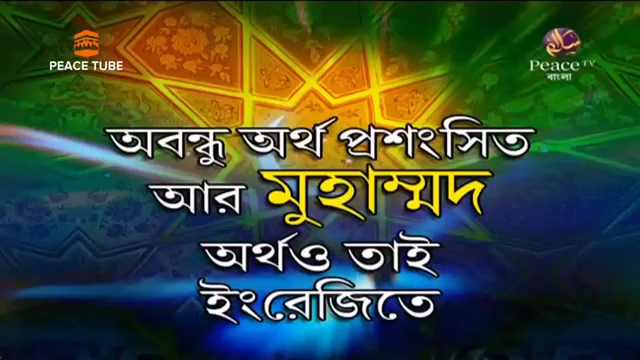 PEACE TUBE
Peace TV
বাংলা
অবন্ধু অর্থ প্রশংসিত
আর মুহাম্মদ
অর্থও তাই
ইংরেজিতে